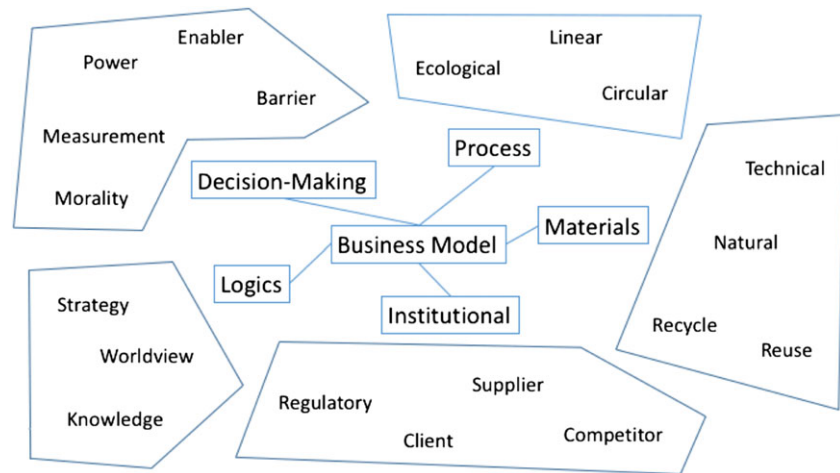 Enabler
Power
Barrier
Measurement
Morality
Linear
Ecological
Circular
Process
Decision-Making
Materials
Business Model
Logics
Institutional
Technical
Natural
Recycle
Reuse
Strategy
Worldview
Knowledge
Supplier
Regulatory
Client
Competitor